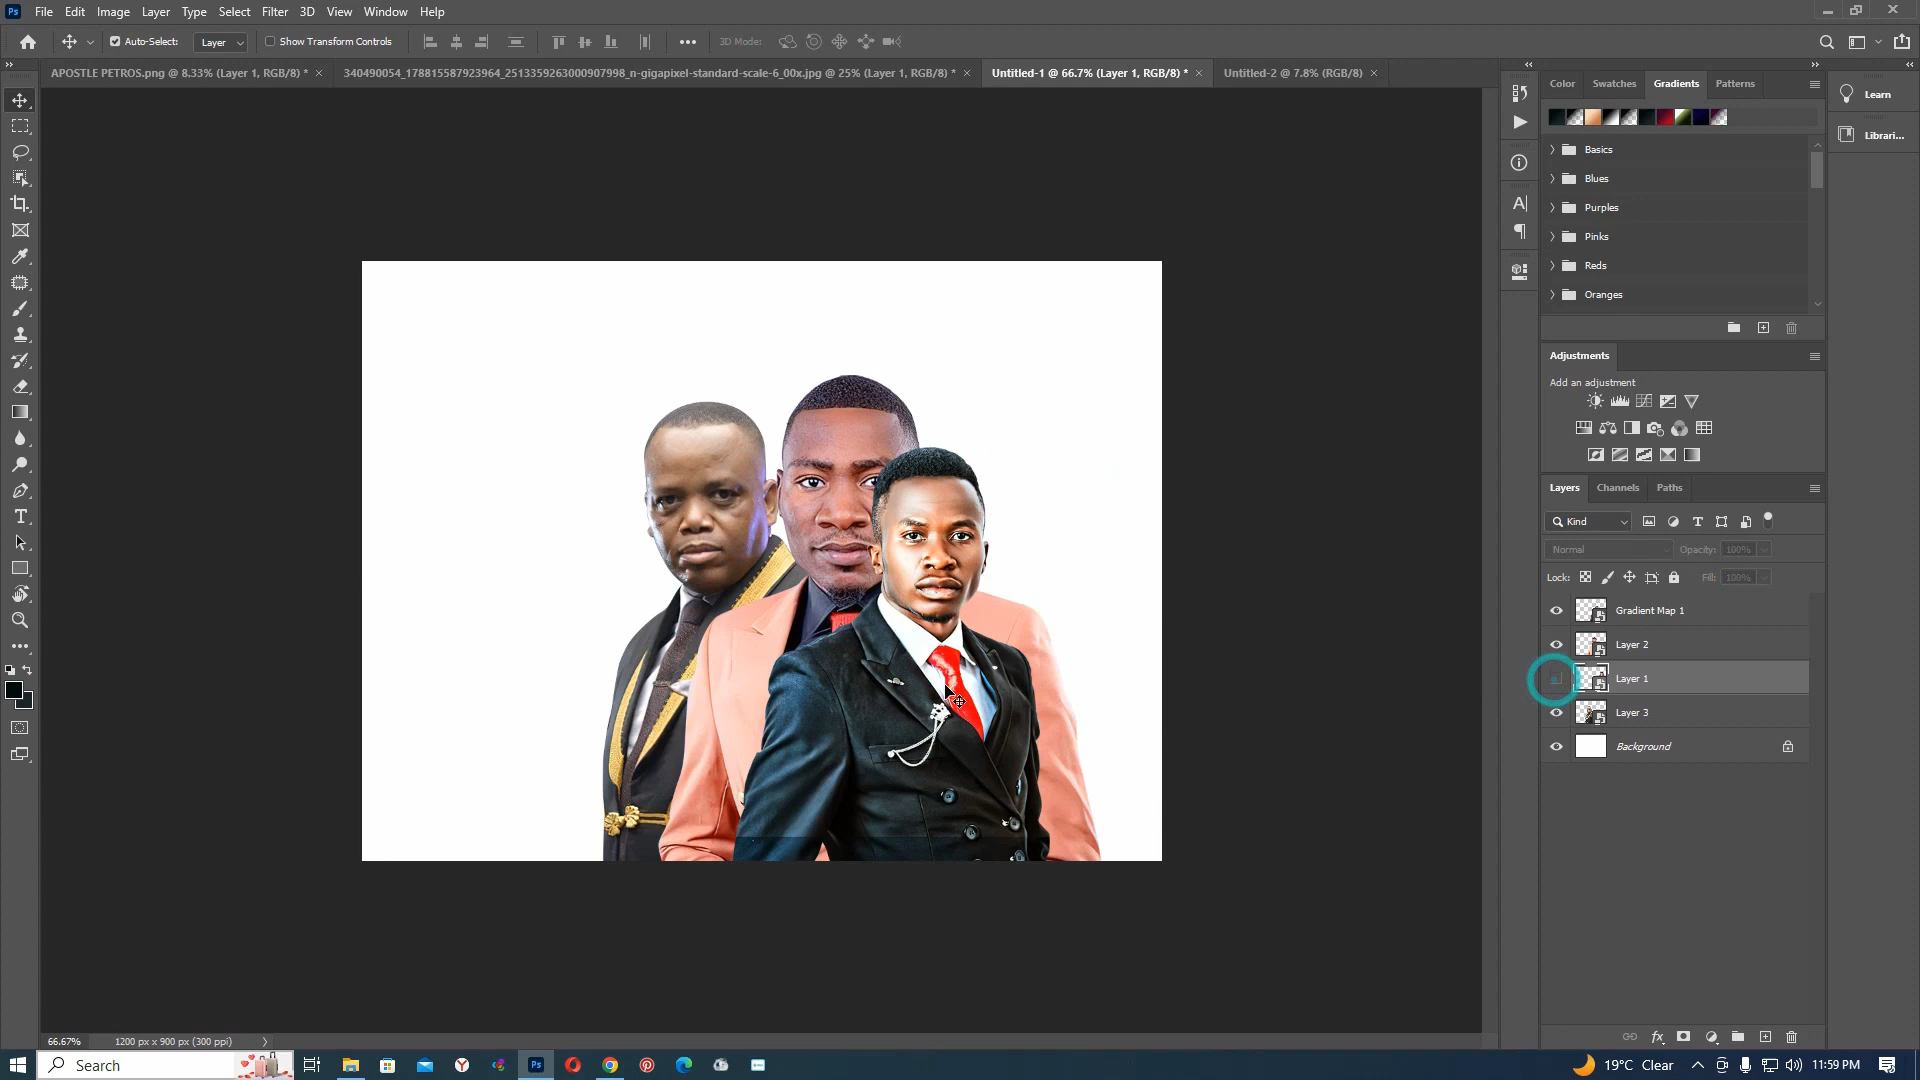 Ps File Edit Image Layer Type Select Filter 3D View Window Help
Auto-Select: Layer Show Transform Controls 3D Mode:
APOSTLE PETROS.png @ 8.33% (Layer 1, RGB/8) * × 340490054_178815587923964_2513359263000907998_n-gigapixel-standard-scale-6_00x.jpg @ 25% (Layer 1, RGB/8) * × Untitled-1 @ 66.7% (Layer 1, RGB/8) * × Untitled-2 @ 7.8% (RGB/8) ×
Color Swatches Gradients Patterns
Learn
Librari...
Basics
Blues
Purples
Pinks
Reds
Oranges
Adjustments
Add an adjustment
Layers Channels Paths
Kind
Normal Opacity: 100%
Lock: Fill: 100%
Gradient Map 1
Layer 2
Layer 1
Layer 3
Background
66.67% 1200 px x 900 px (300 ppi)
Search Ps 19°C Clear 11:59 PM